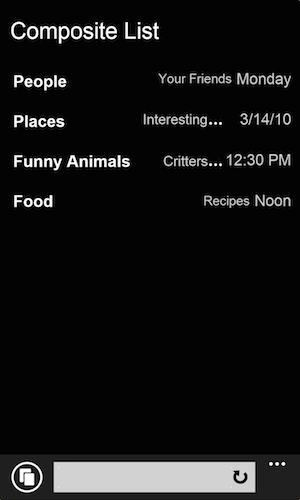 Composite List
People Your Friends Monday
Places Interesting... 3/14/10
Funny Animals Critters... 12:30 PM
Food Recipes Noon